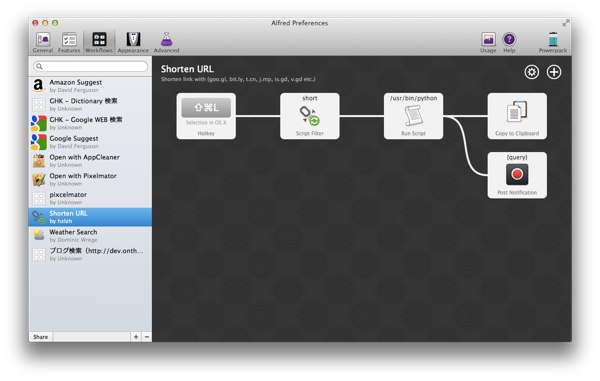 Alfred Preferences
General
Features
Workflows
Appearance
Advanced
Usage
Help
Powerpack
Amazon Suggest
by David Ferguson
GHK - Dictionary 検索
by Unknown
GHK - Google WEB 検索
by Unknown
Google Suggest
by David Ferguson
Open with AppCleaner
by Unknown
Open with Pixelmator
by Unknown
pixcelmator
by Unknown
Shorten URL
by hzlzh
Weather Search
by Dominic Wrege
ブログ検索（http://dev.onth...
by Unknown
Share
+
−
Shorten URL
Shorten link with (goo.gl, bit.ly, t.cn, j.mp, is.gd, v.gd etc.)
⇧⌘L
Selection in OS X
Hotkey
short
Script Filter
/usr/bin/python
Run Script
Copy to Clipboard
{query}
Post Notification